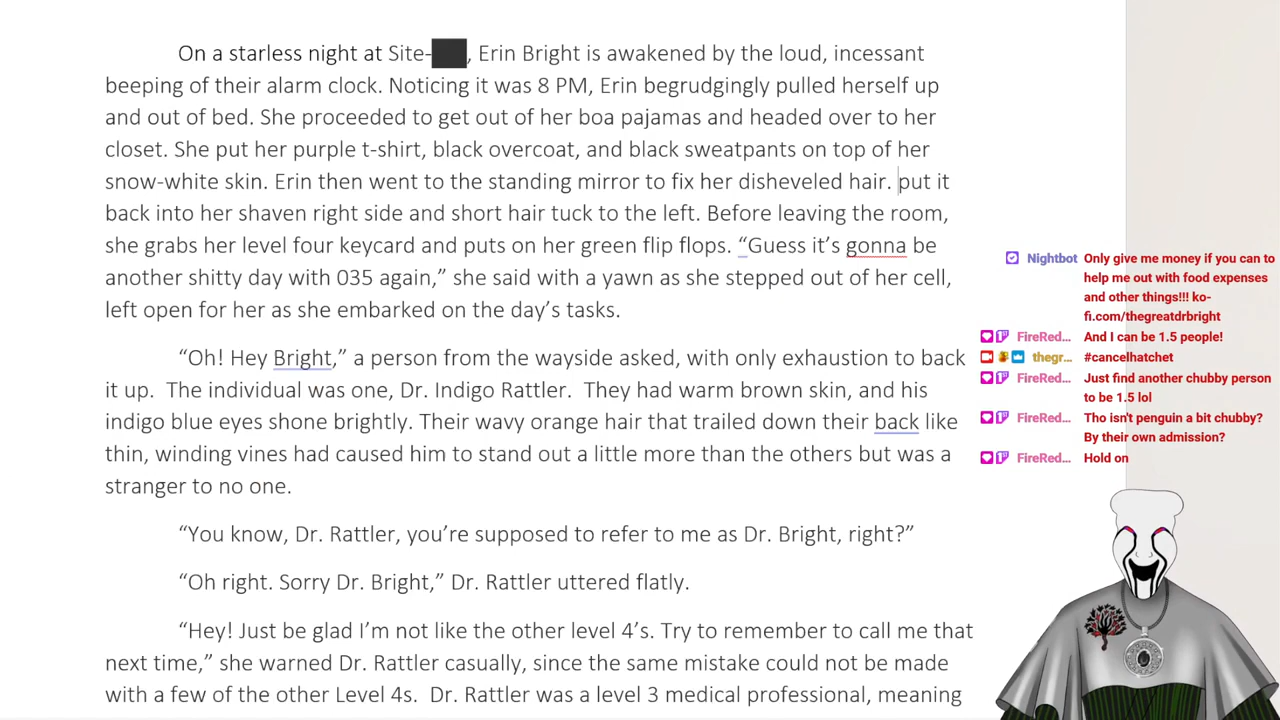 On a starless night at Site-, Erin Bright is awakened by the loud, incessant
beeping of their alarm clock. Noticing it was 8 PM, Erin begrudgingly pulled herself up
and out of bed. She proceeded to get out of her boa pajamas and headed over to her
closet. She put her purple t-shirt, black overcoat, and black sweatpants on top of her
snow-white skin. Erin then went to the standing mirror to fix her disheveled hair. put it
back into her shaven right side and short hair tuck to the left. Before leaving the room,
she grabs her level four keycard and puts on her green flip flops. “Guess it’s gonna be
another shitty day with 035 again,” she said with a yawn as she stepped out of her cell,
left open for her as she embarked on the day’s tasks.
“Oh! Hey Bright,” a person from the wayside asked, with only exhaustion to back
it up.  The individual was one, Dr. Indigo Rattler.  They had warm brown skin, and his
indigo blue eyes shone brightly. Their wavy orange hair that trailed down their back like
thin, winding vines had caused him to stand out a little more than the others but was a
stranger to no one.
“You know, Dr. Rattler, you’re supposed to refer to me as Dr. Bright, right?”
“Oh right. Sorry Dr. Bright,” Dr. Rattler uttered flatly.
“Hey! Just be glad I’m not like the other level 4’s. Try to remember to call me that
next time,” she warned Dr. Rattler casually, since the same mistake could not be made
with a few of the other Level 4s.  Dr. Rattler was a level 3 medical professional, meaning
Nightbot Only give me money if you can to
help me out with food expenses
and other things!!! ko-
fi.com/thegreatdrbright
FireRed... And I can be 1.5 people!
thegr... #cancelhatchet
FireRed... Just find another chubby person
to be 1.5 lol
FireRed... Tho isn't penguin a bit chubby?
By their own admission?
FireRed... Hold on